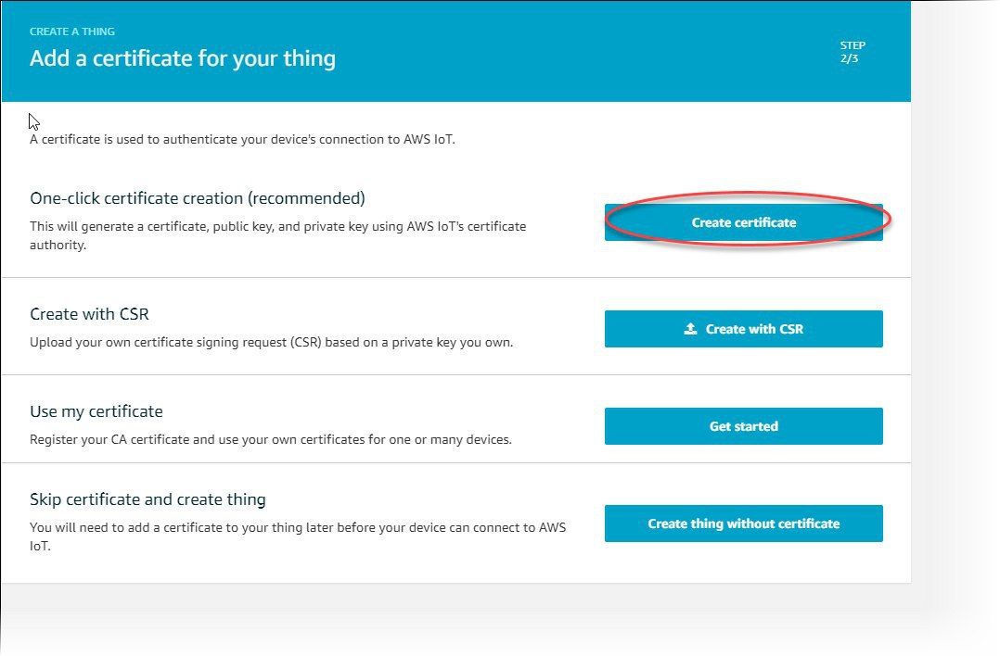 CREATE A THING
Add a certificate for your thing
STEP
2/3
A certificate is used to authenticate your device's connection to AWS IoT.
One-click certificate creation (recommended)
This will generate a certificate, public key, and private key using AWS IoT's certificate
authority.
Create certificate
Create with CSR
Upload your own certificate signing request (CSR) based on a private key you own.
Create with CSR
Use my certificate
Register your CA certificate and use your own certificates for one or many devices.
Get started
Skip certificate and create thing
You will need to add a certificate to your thing later before your device can connect to AWS
IoT.
Create thing without certificate